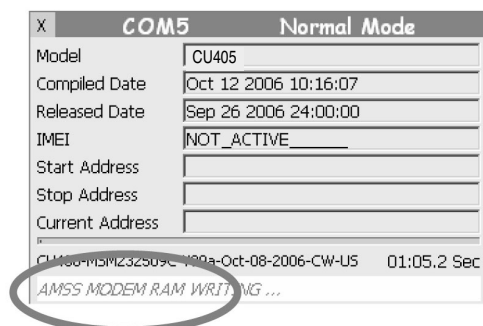 X COM5 Normal Mode
Model CU405
Compiled Date Oct 12 2006 10:16:07
Released Date Sep 26 2006 24:00:00
IMEI NOT_ACTIVE______
Start Address
Stop Address
Current Address
-Oct-08-2006-CW-US 01:05.2 Sec
AMSS MODEM RAM WRITING ...